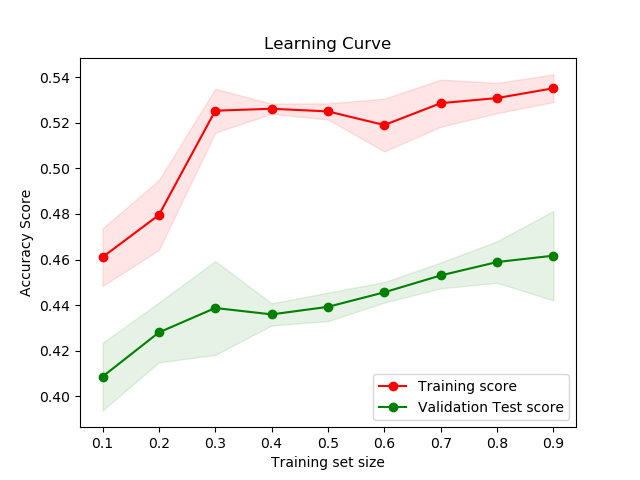 Learning Curve
0.54
0.52
0.50
0.48
0.46
0.44
0.42
0.40
Accuracy Score
Training score
Validation Test score
0.1 0.2 0.3 0.4 0.5 0.6 0.7 0.8 0.9
Training set size